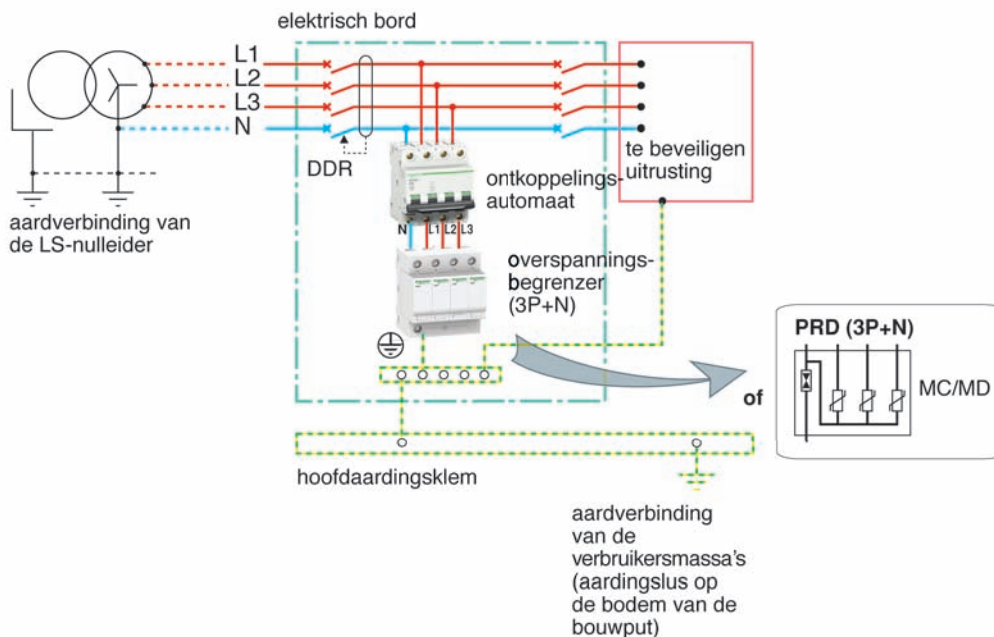 elektrisch bord
L1
L2
L3
N
DDR
aardverbinding van
de LS-nulleider
ontkoppelings-
automaat
te beveiligen
uitrusting
N L1 L2 L3
overspannings-
begrenzer
(3P+N)
of
PRD (3P+N)
MC/MD
hoofdaardingsklem
aardverbinding
van de
verbruikersmassa's
(aardingslus op
de bodem van de
bouwput)